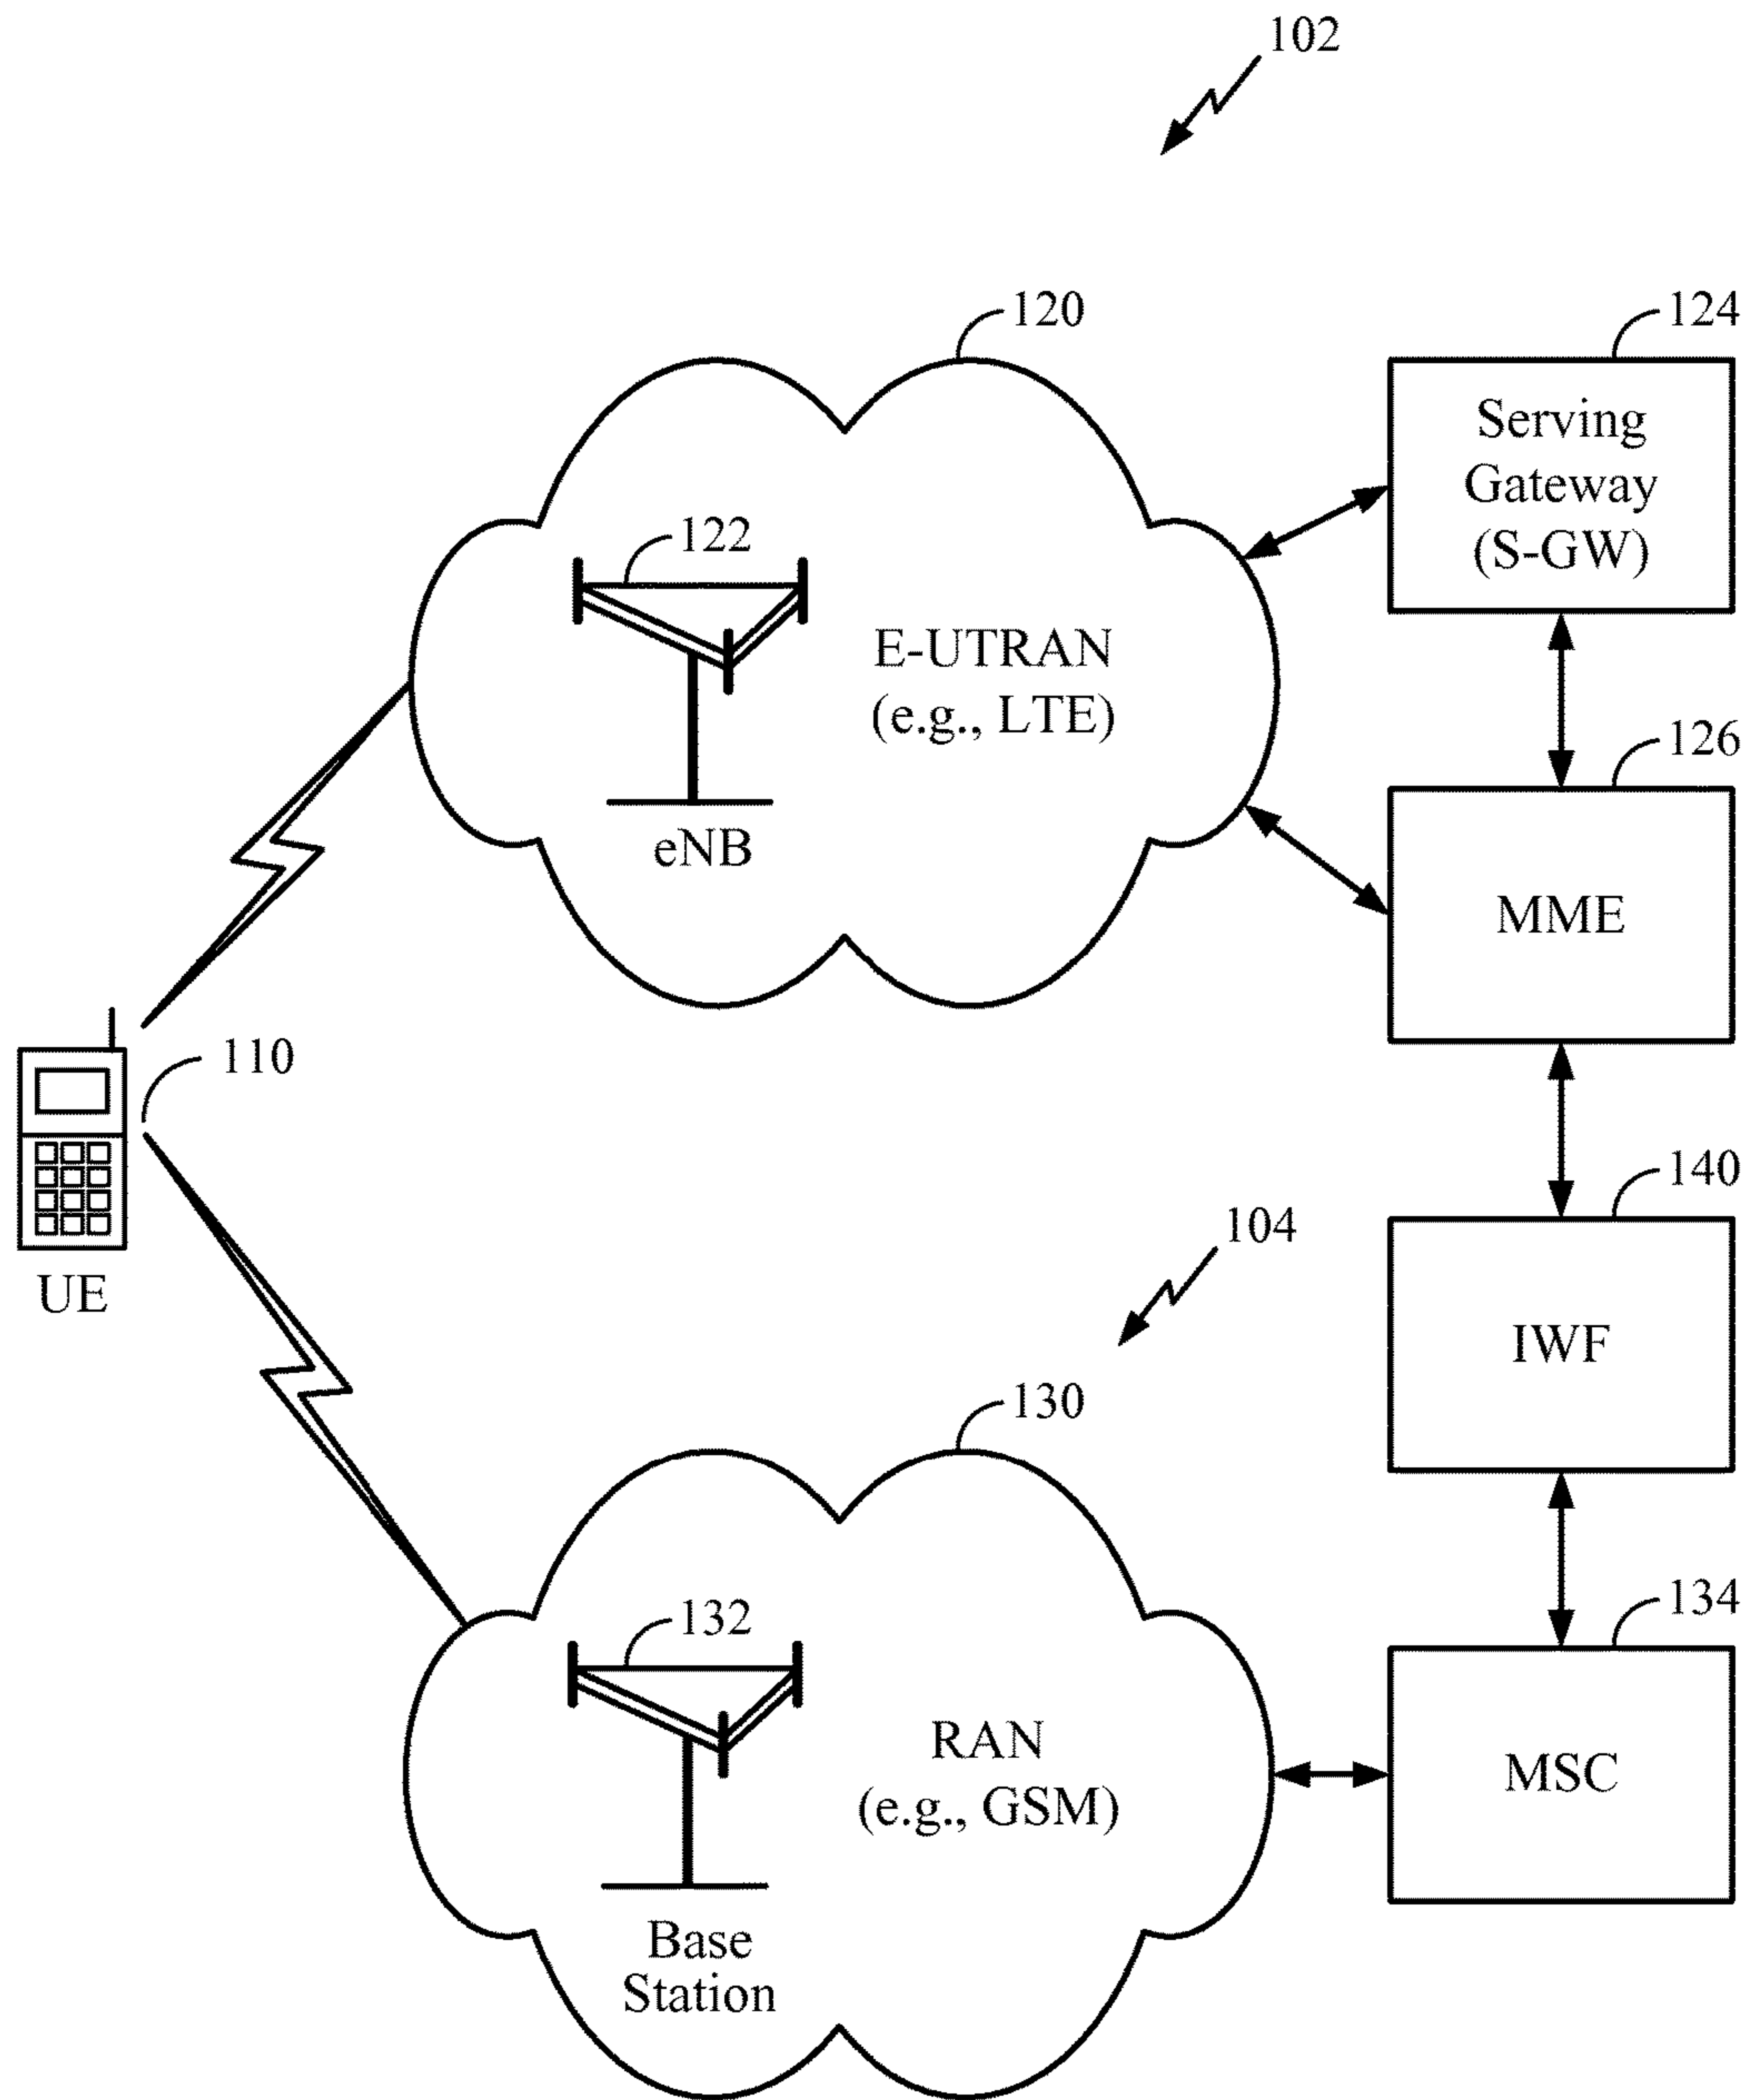 102
120
124
Serving
Gateway
(S-GW)
122
E-UTRAN
(e.g., LTE)
eNB
126
MME
110
UE
140
IWF
104
130
132
RAN
(e.g., GSM)
Base
Station
134
MSC